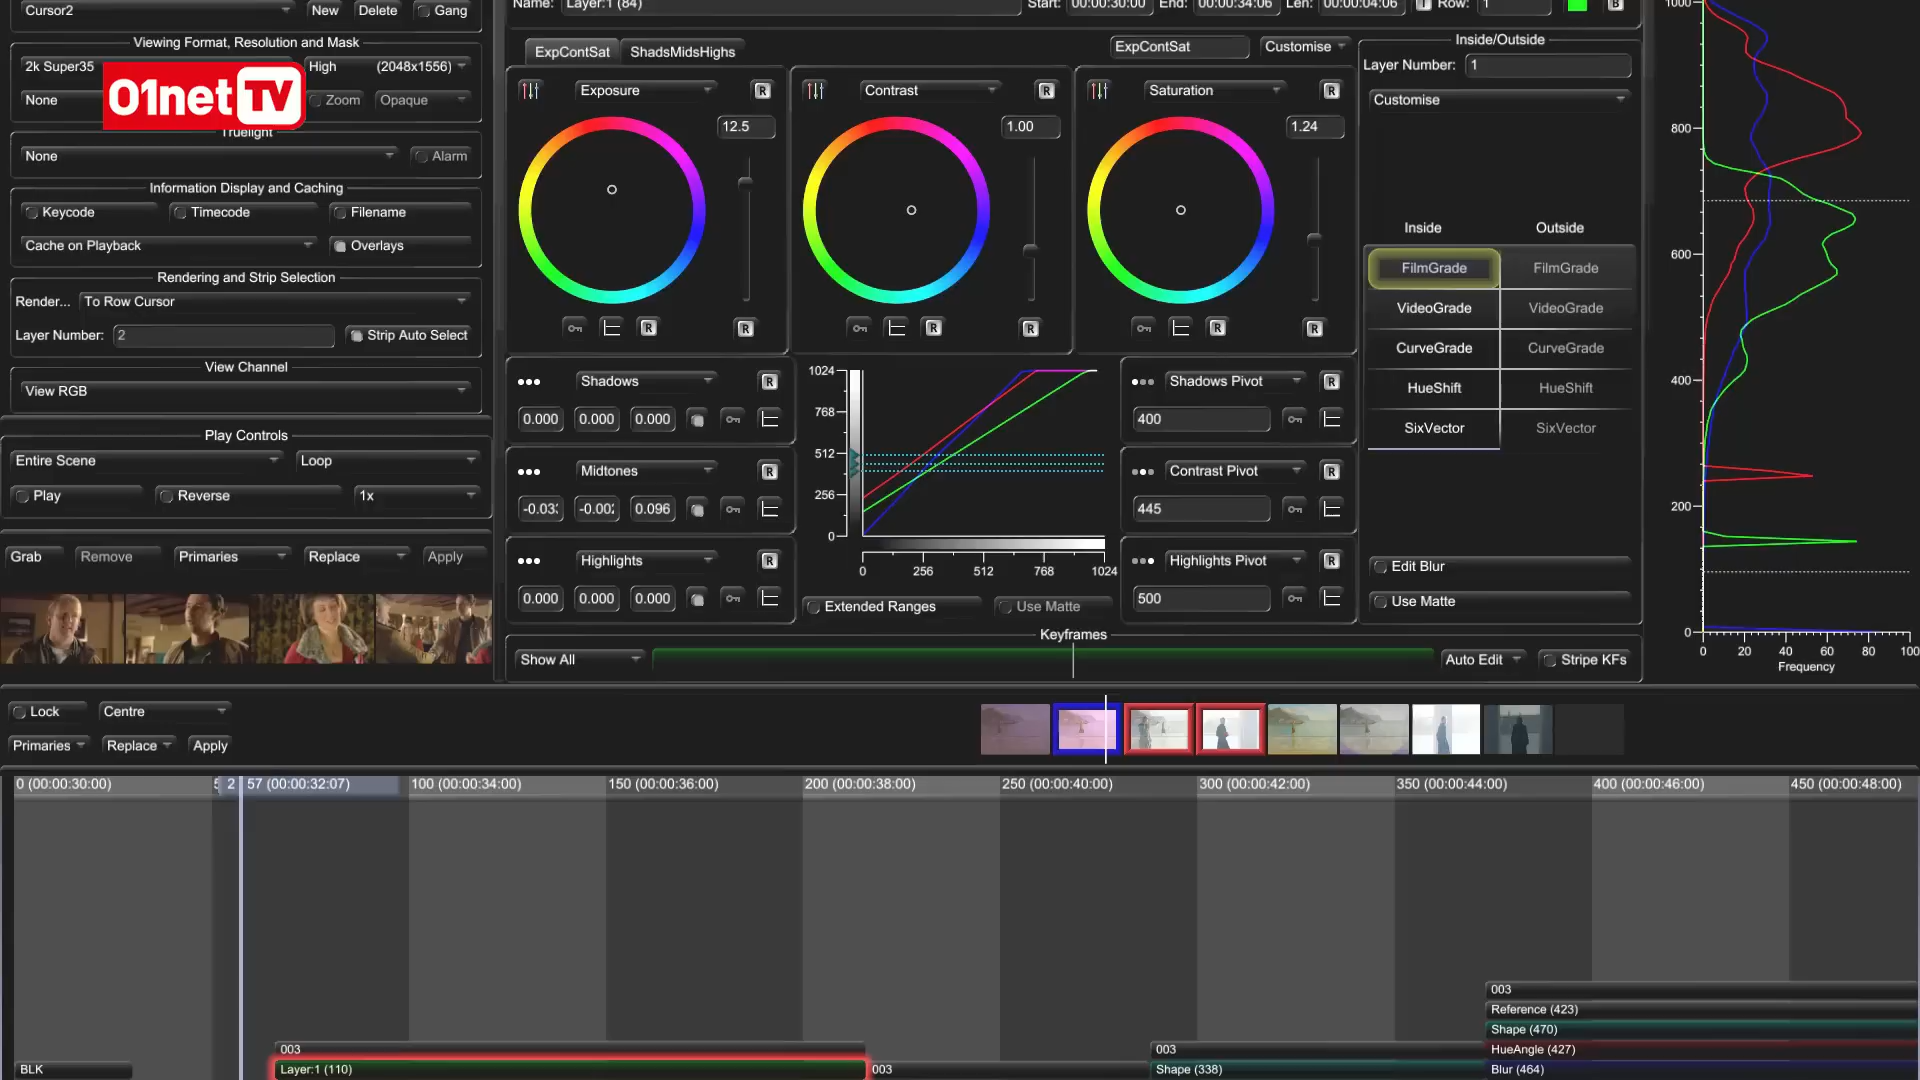 Cursor2 New Delete Gang
Viewing Format, Resolution and Mask
2k Super35 High (2048x1556)
None Zoom Opaque
01net TV
Truelight
None Alarm
Information Display and Caching
Keycode Timecode Filename
Cache on Playback Overlays
Rendering and Strip Selection
Render... To Row Cursor
Layer Number: 2 Strip Auto Select
View Channel
View RGB
Play Controls
Entire Scene Loop
Play Reverse 1x
Grab Remove Primaries Replace Apply
Name: Layer:1 (84) Start: 00:00:30:00 End: 00:00:34:06 Len: 00:00:04:06 Row: 1
ExpContSat ShadsMidsHighs ExpContSat Customise
Exposure R Contrast R Saturation R
12.5 1.00 1.24
R R R R R R
Shadows R
0.000 0.000 0.000
Midtones R
-0.03 -0.00 0.096
Highlights R
0.000 0.000 0.000
1024
768
512
256
0
0 256 512 768 1024
Extended Ranges Use Matte
Shadows Pivot R
400
Contrast Pivot R
445
Highlights Pivot R
500
Keyframes
Show All Auto Edit Stripe KFs
Inside/Outside
Layer Number: 1
Customise
Inside Outside
FilmGrade FilmGrade
VideoGrade VideoGrade
CurveGrade CurveGrade
HueShift HueShift
SixVector SixVector
Edit Blur
Use Matte
1000
800
600
400
200
0
0 20 40 60 80 100
Frequency
Lock Centre
Primaries Replace Apply
0 (00:00:30:00) 2 57 (00:00:32:07) 100 (00:00:34:00) 150 (00:00:36:00) 200 (00:00:38:00) 250 (00:00:40:00) 300 (00:00:42:00) 350 (00:00:44:00) 400 (00:00:46:00) 450 (00:00:48:00)
003
Reference (423)
Shape (470)
003 003 HueAngle (427)
BLK Layer:1 (110) 003 Shape (338) Blur (464)